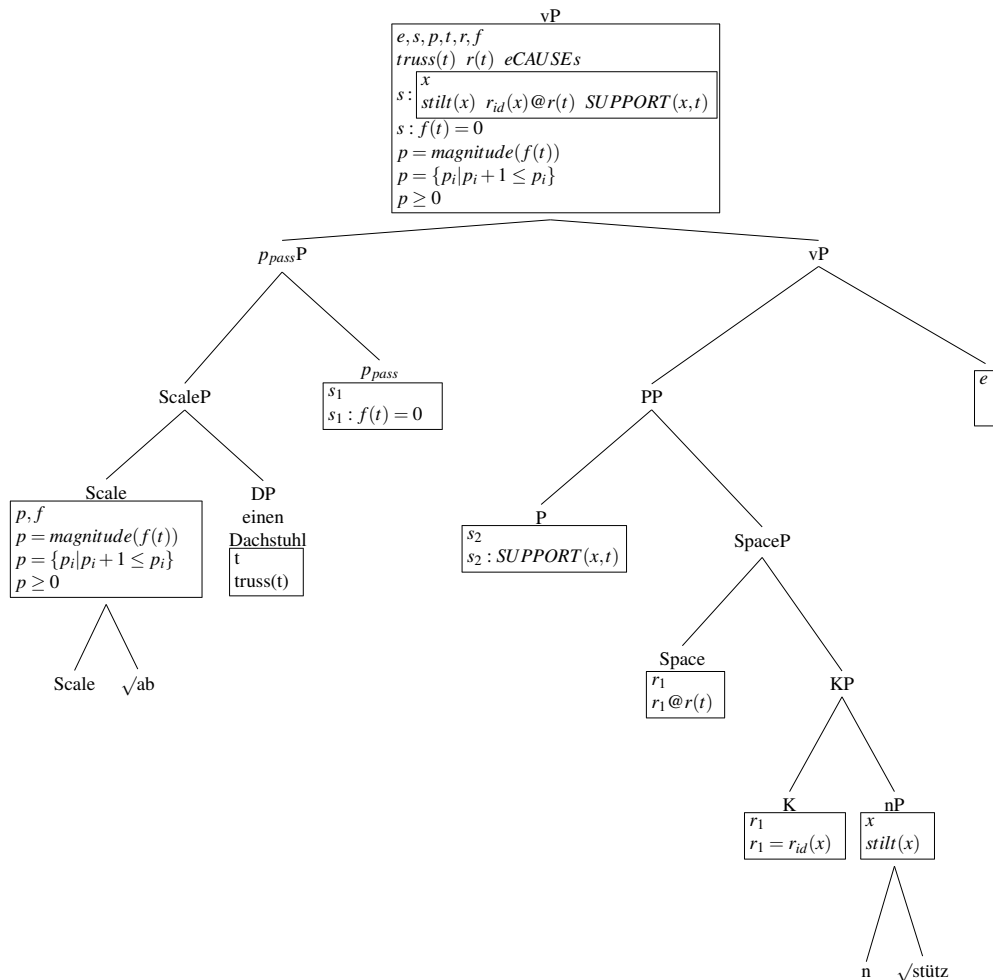 vP
e,s,p,t,r,f
truss(t) r(t) eCAUSEs
x
s : stilt(x) r_id(x)@r(t) SUPPORT(x,t)
s : f(t) = 0
p = magnitude(f(t))
p = {p_i|p_i + 1 ≤ p_i}
p ≥ 0
p_passP vP
p_pass e
s_1
s_1 : f(t) = 0
ScaleP PP
Scale DP
p, f einen
p = magnitude(f(t)) Dachstuhl
p = {p_i|p_i + 1 ≤ p_i} t
p ≥ 0 truss(t)
P
s_2
s_2 : SUPPORT(x,t)
SpaceP
Scale √ab
Space
r_1
r_1@r(t)
KP
K nP
r_1 x
r_1 = r_id(x) stilt(x)
n √stütz